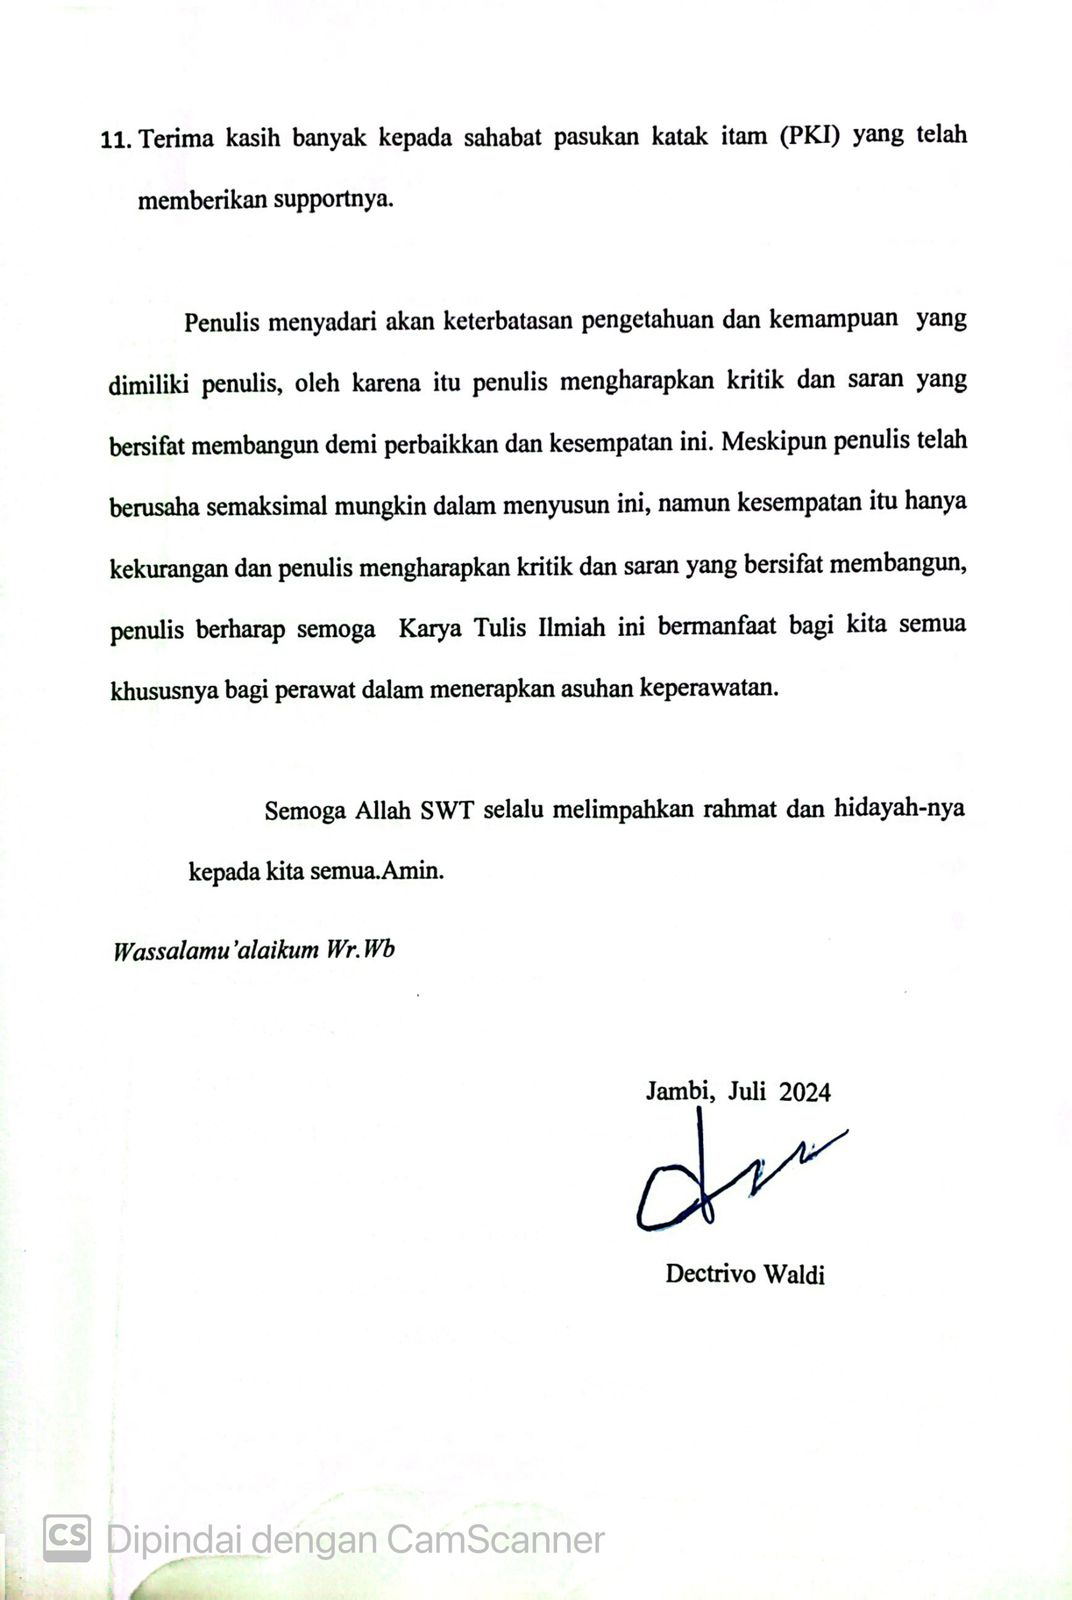 11. Terima kasih banyak kepada sahabat pasukan katak itam (PKI) yang telah
memberikan supportnya.
Penulis menyadari akan keterbatasan pengetahuan dan kemampuan yang
dimiliki penulis, oleh karena itu penulis mengharapkan kritik dan saran yang
bersifat membangun demi perbaikkan dan kesempatan ini. Meskipun penulis telah
berusaha semaksimal mungkin dalam menyusun ini, namun kesempatan itu hanya
kekurangan dan penulis mengharapkan kritik dan saran yang bersifat membangun,
penulis berharap semoga Karya Tulis Ilmiah ini bermanfaat bagi kita semua
khususnya bagi perawat dalam menerapkan asuhan keperawatan.
Semoga Allah SWT selalu melimpahkan rahmat dan hidayah-nya
kepada kita semua.Amin.
Wassalamu’alaikum Wr.Wb
Jambi, Juli 2024
Dectrivo Waldi
CS Dipindai dengan CamScanner